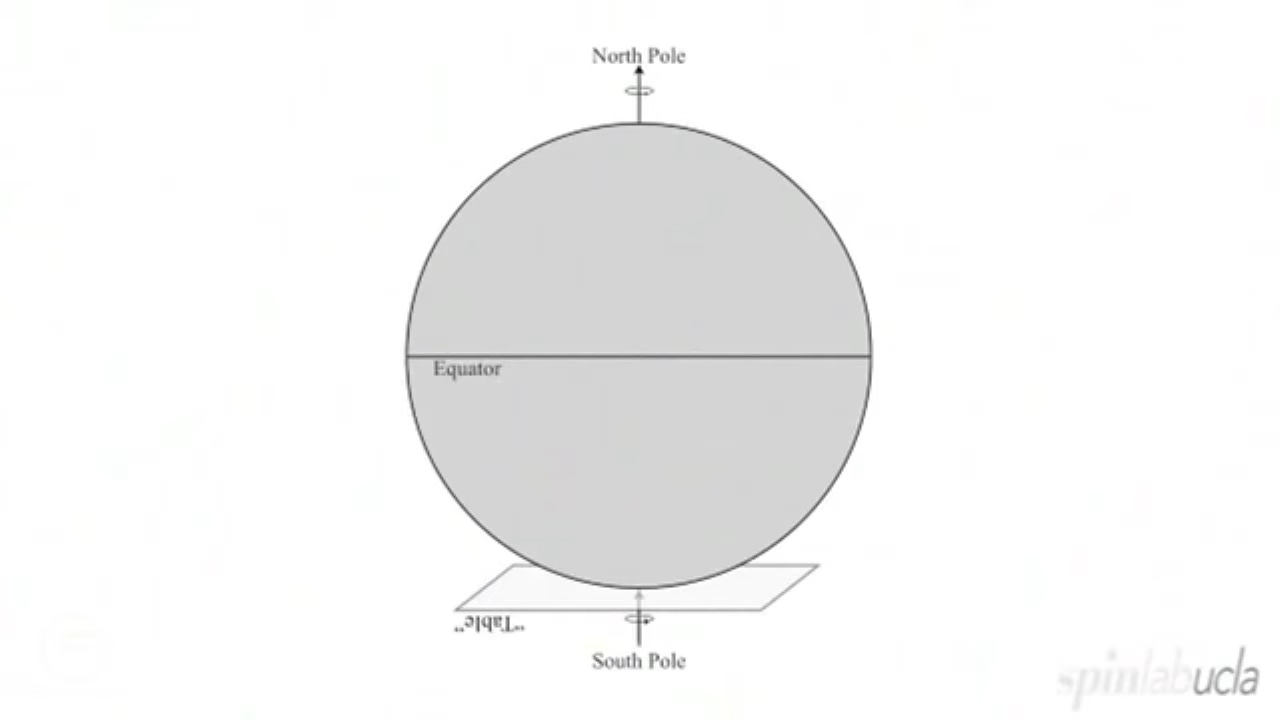 North Pole
Equator
"Table"
South Pole
spinlabucla